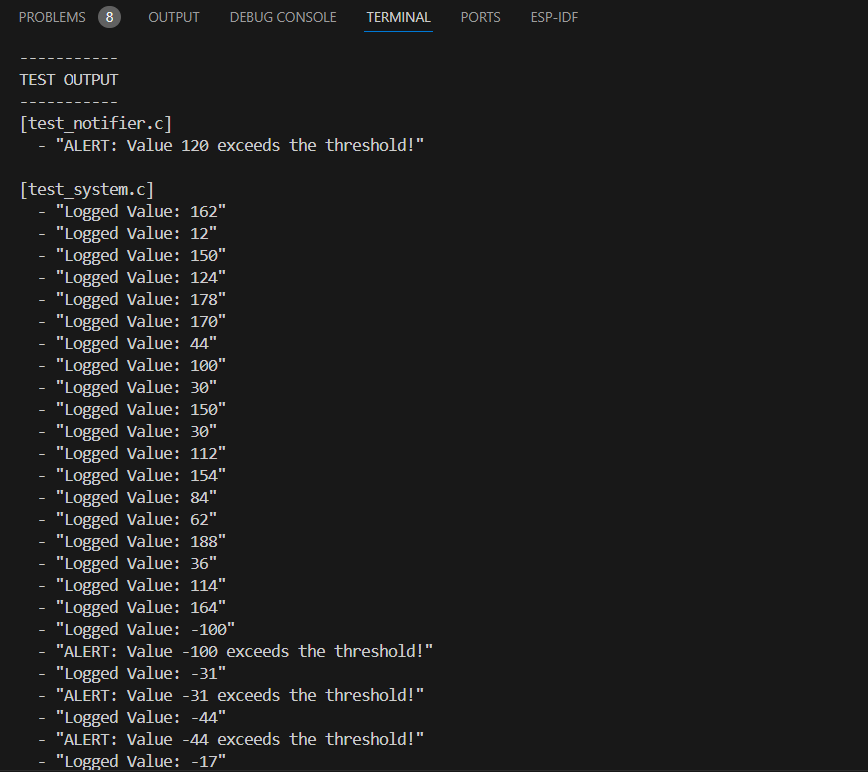 PROBLEMS 8 OUTPUT DEBUG CONSOLE TERMINAL PORTS ESP-IDF
-----------
TEST OUTPUT
-----------
[test_notifier.c]
  - "ALERT: Value 120 exceeds the threshold!"

[test_system.c]
  - "Logged Value: 162"
  - "Logged Value: 12"
  - "Logged Value: 150"
  - "Logged Value: 124"
  - "Logged Value: 178"
  - "Logged Value: 170"
  - "Logged Value: 44"
  - "Logged Value: 100"
  - "Logged Value: 30"
  - "Logged Value: 150"
  - "Logged Value: 30"
  - "Logged Value: 112"
  - "Logged Value: 154"
  - "Logged Value: 84"
  - "Logged Value: 62"
  - "Logged Value: 188"
  - "Logged Value: 36"
  - "Logged Value: 114"
  - "Logged Value: 164"
  - "Logged Value: -100"
  - "ALERT: Value -100 exceeds the threshold!"
  - "Logged Value: -31"
  - "ALERT: Value -31 exceeds the threshold!"
  - "Logged Value: -44"
  - "ALERT: Value -44 exceeds the threshold!"
  - "Logged Value: -17"